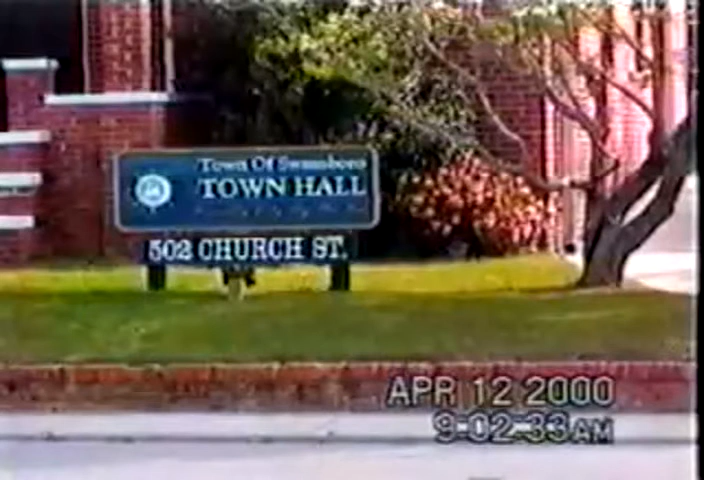 Town Of Swansboro
TOWN HALL
502 CHURCH ST.
APR 12 2000
9:02:33AM